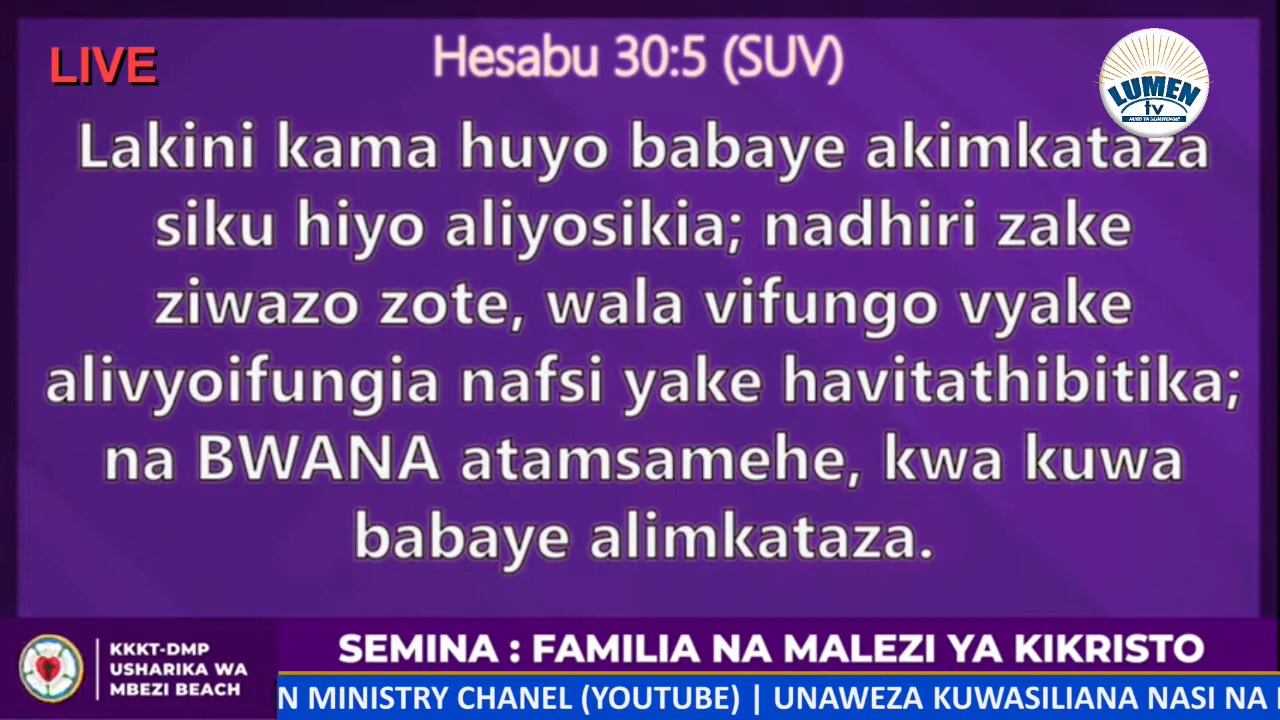 LIVE
Hesabu 30:5 (SUV)
LUMEN
tv
Lakini kama huyo babaye akimkataza
siku hiyo aliyosikia; nadhiri zake
ziwazo zote, wala vifungo vyake
alivyoifungia nafsi yake havitathibitika;
na BWANA atamsamehe, kwa kuwa
babaye alimkataza.
KKKT-DMP
USHARIKA WA
MBEZI BEACH
SEMINA : FAMILIA NA MALEZI YA KIKRISTO
N MINISTRY CHANEL (YOUTUBE) | UNAWEZA KUWASILIANA NASI NA